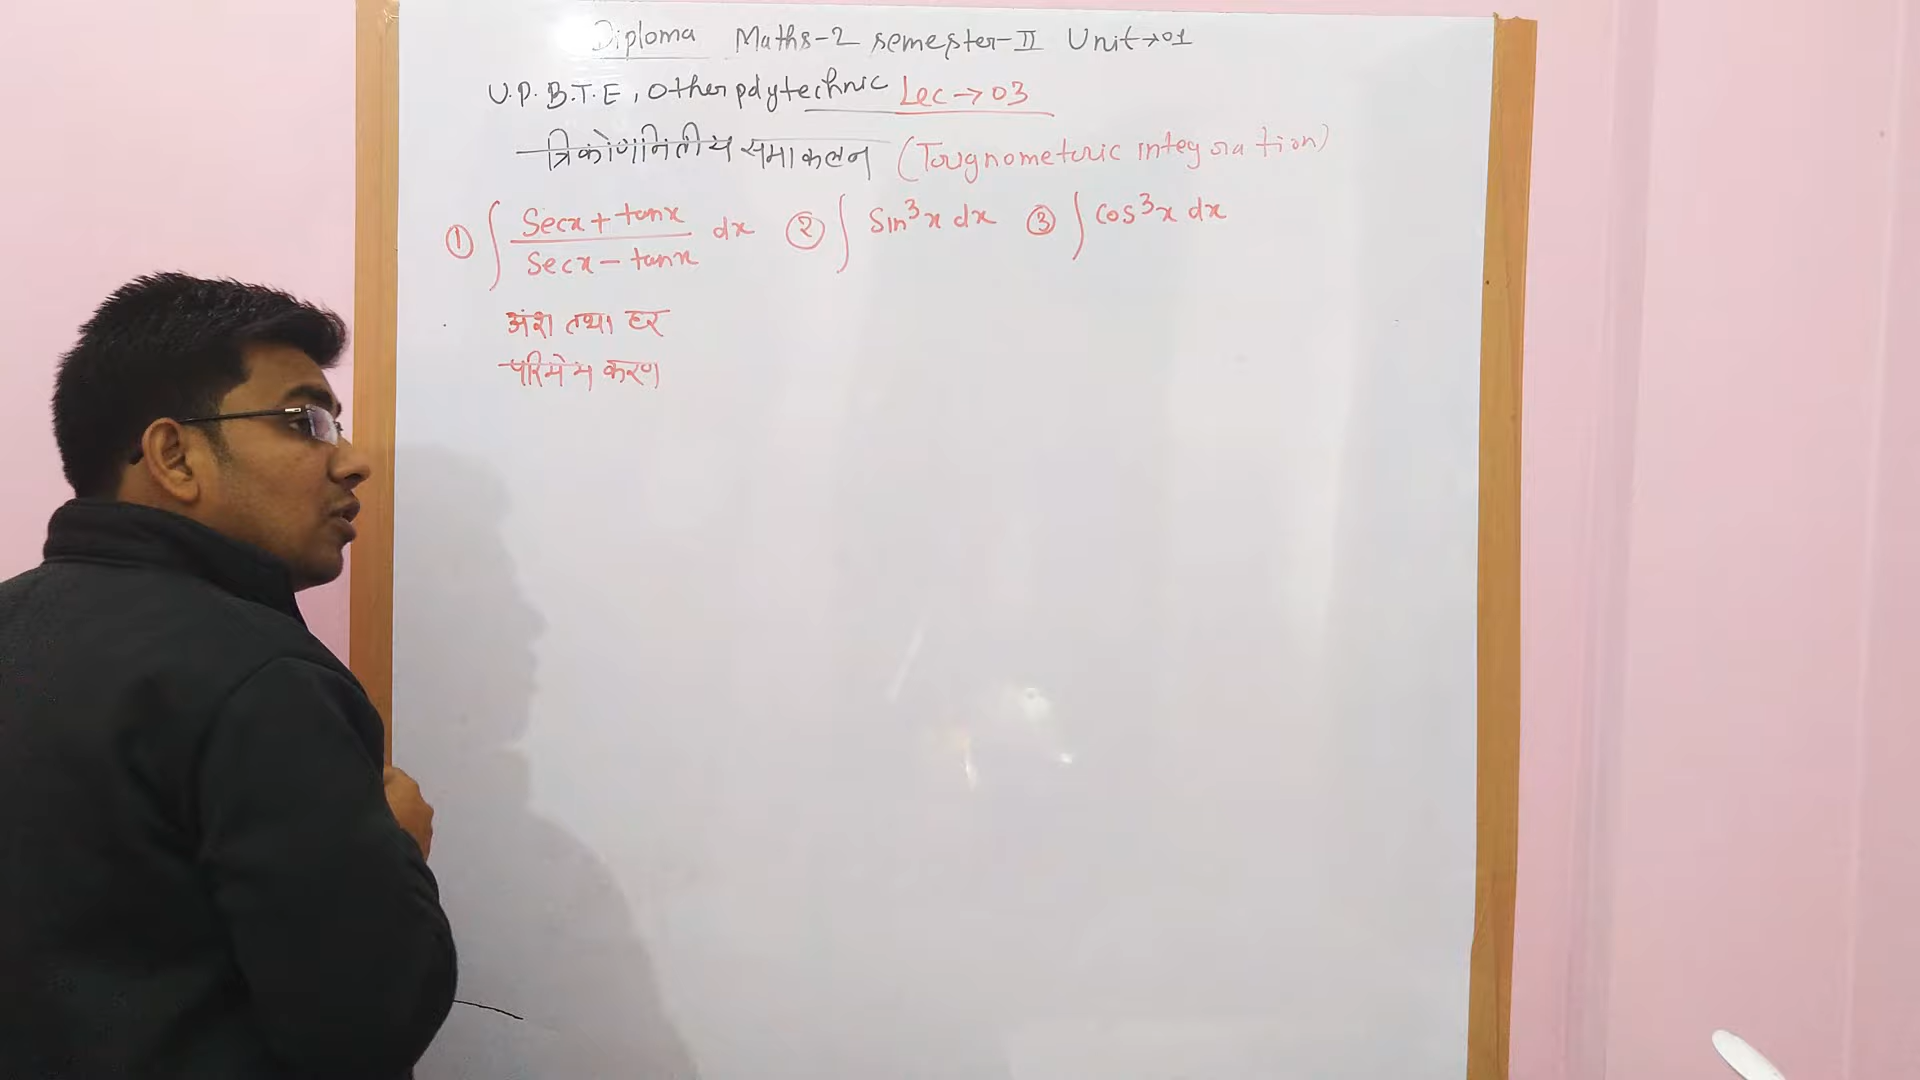 Diploma Maths-2 semester-II Unit→01
U.P.B.T.E, Other polytechnic Lec→03
त्रिकोणमितीय समाकलन (Trignometric integration)
① ∫ (Secx + tanx)/(Secx − tanx) dx ② ∫ Sin³x dx ③ ∫ Cos³x dx
अंश तथा हर
परिमेय करण